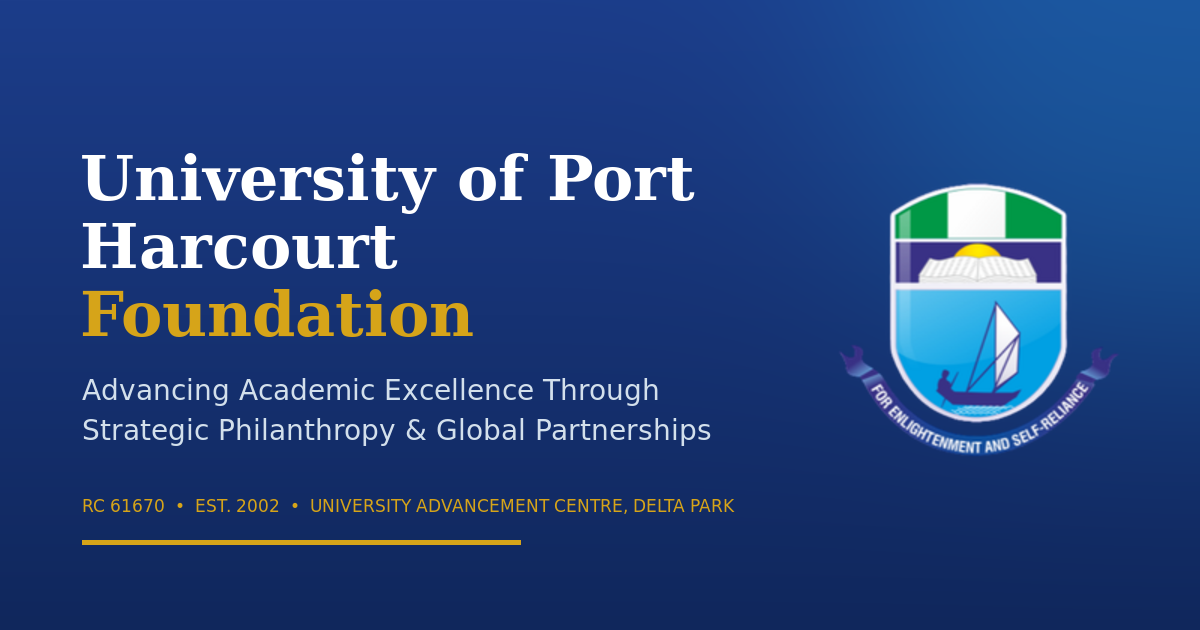 University of Port
Harcourt
Foundation
Advancing Academic Excellence Through
Strategic Philanthropy & Global Partnerships
RC 61670 • EST. 2002 • UNIVERSITY ADVANCEMENT CENTRE, DELTA PARK
FOR ENLIGHTENMENT AND SELF-RELIANCE